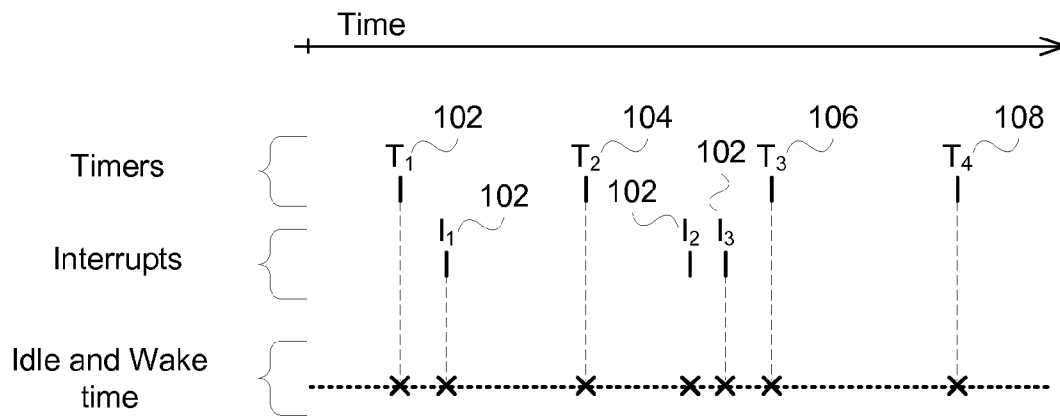 Time
102 104 106 108
Timers T₁ T₂ 102 T₃ T₄
102 102
Interrupts I₁ I₂ I₃
Idle and Wake
time